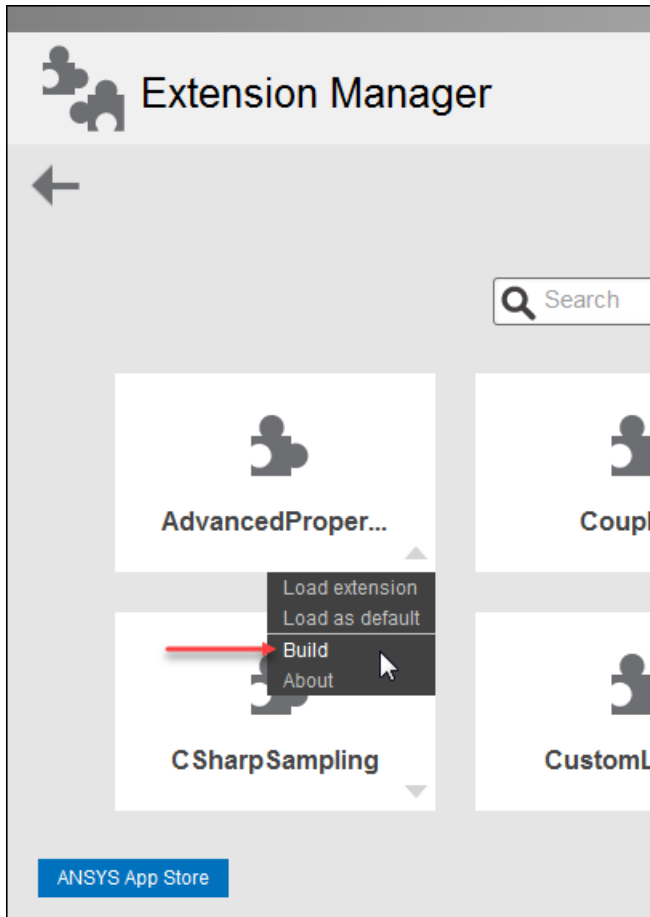 Extension Manager
Search
AdvancedProper...
Coupl
Load extension
Load as default
Build
About
CSharpSampling
CustomL
ANSYS App Store